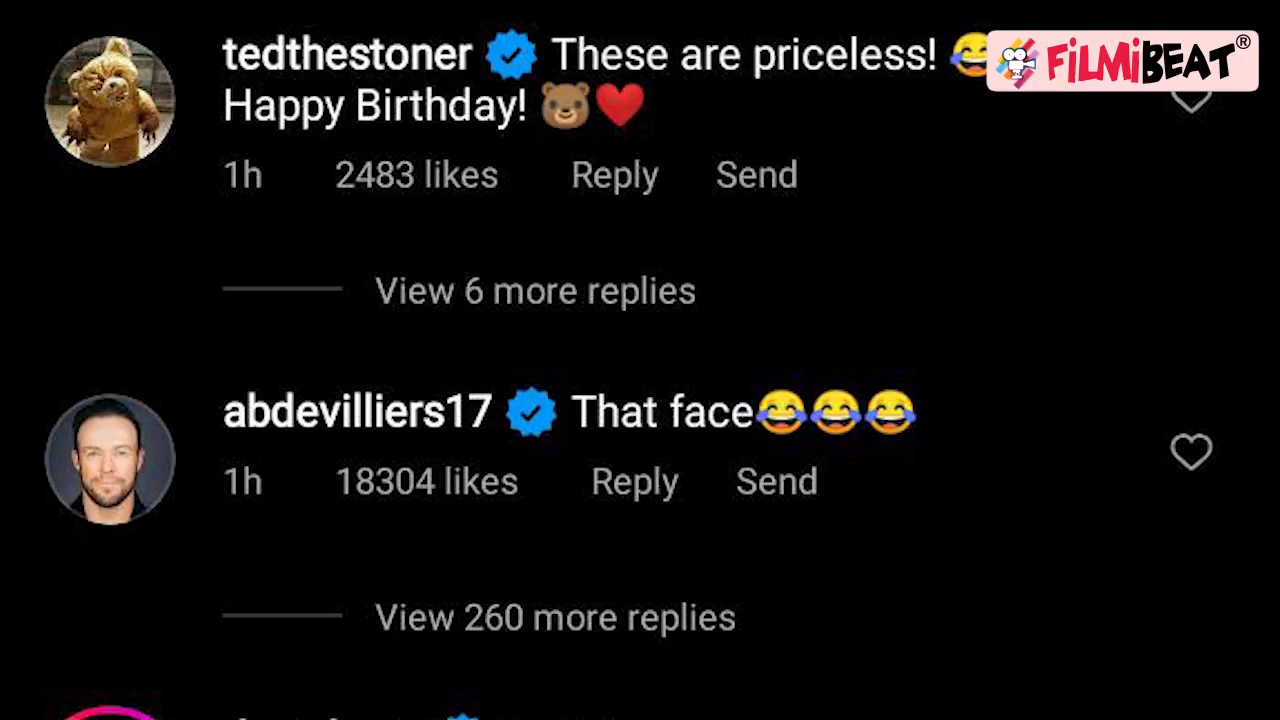 tedthestoner These are priceless! 😂
FiLMiBEAT®
Happy Birthday! 🐻❤️
1h 2483 likes Reply Send
View 6 more replies
abdevilliers17 That face😂😂😂
1h 18304 likes Reply Send
View 260 more replies